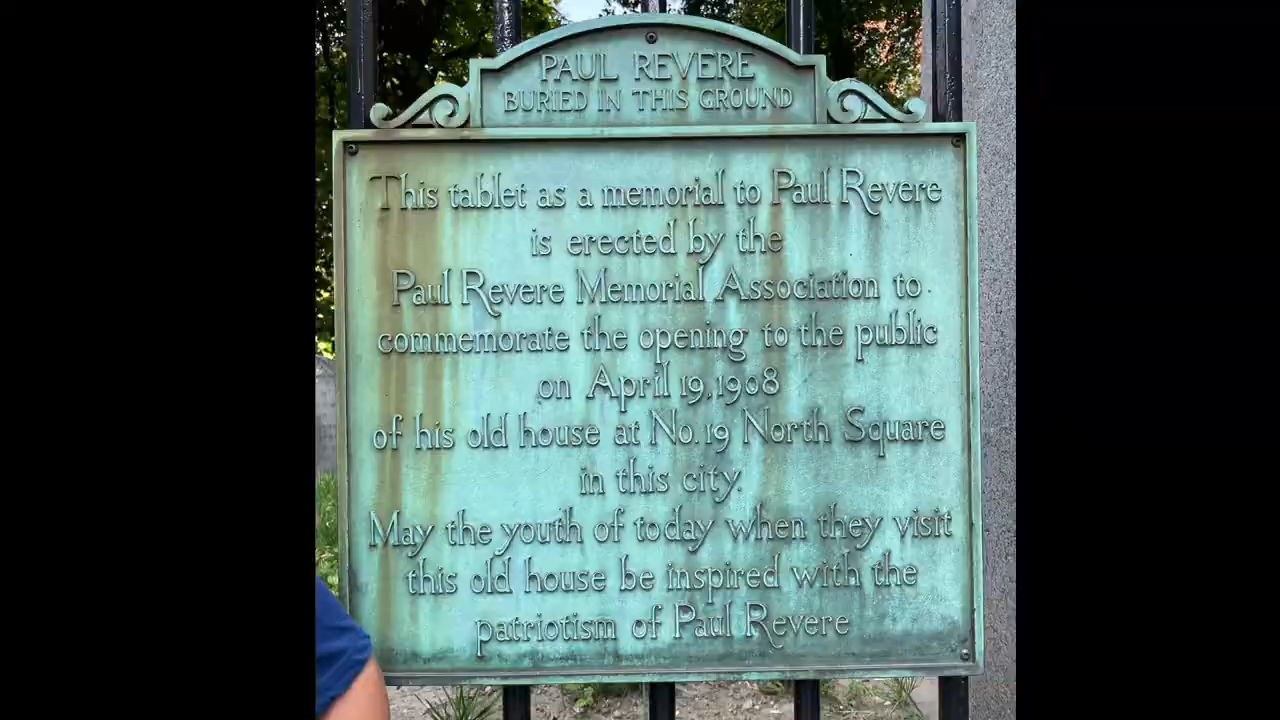 PAUL REVERE
BURIED IN THIS GROUND
This tablet as a memorial to Paul Revere
is erected by the
Paul Revere Memorial Association to
commemorate the opening to the public
on April 19, 1908
of his old house at No. 19 North Square
in this city.
May the youth of today when they visit
this old house be inspired with the
patriotism of Paul Revere